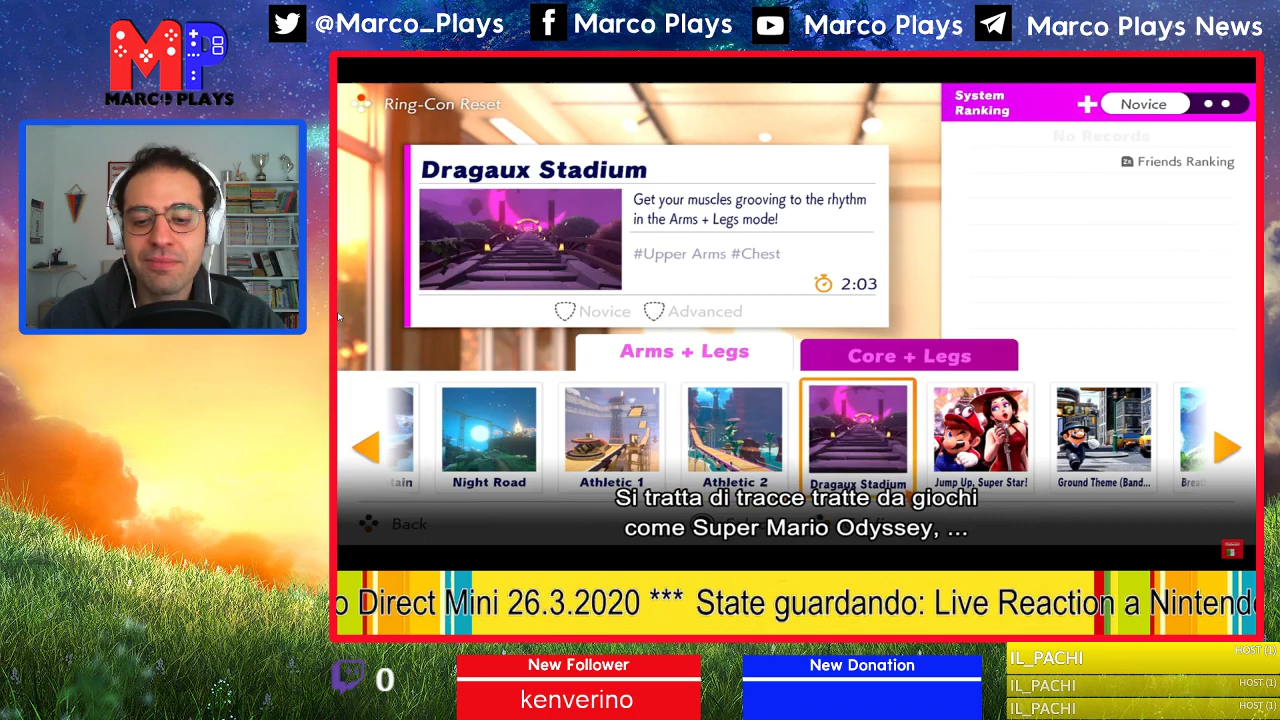 @Marco_Plays
Marco Plays
Marco Plays
Marco Plays News
MP
MARCO PLAYS
Ring-Con Reset
System
Ranking
Novice
No Records
Friends Ranking
Dragaux Stadium
Get your muscles grooving to the rhythm
in the Arms + Legs mode!
#Upper Arms #Chest
2:03
Novice
Advanced
Arms + Legs
Core + Legs
tain
Night Road
Athletic 1
Athletic 2
Dragaux Stadium
Jump Up, Super Star!
Ground Theme (Band...
Si tratta di tracce tratte da giochi
come Super Mario Odyssey, ...
Back
o Direct Mini 26.3.2020 *** State guardando: Live Reaction a Nintend
0
New Follower
kenverino
New Donation
IL_PACHI
HOST (1)
IL_PACHI
HOST (1)
IL_PACHI
HOST (1)